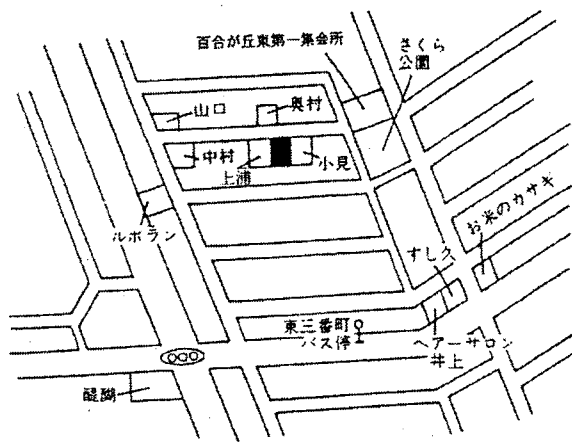 百合が丘東第一集会所
さくら
公園
山口
奥村
中村
上浦
小見
ルボラン
お米のカサキ
すし久
東三番町
バス停
ヘアーサロン
井上
醍醐